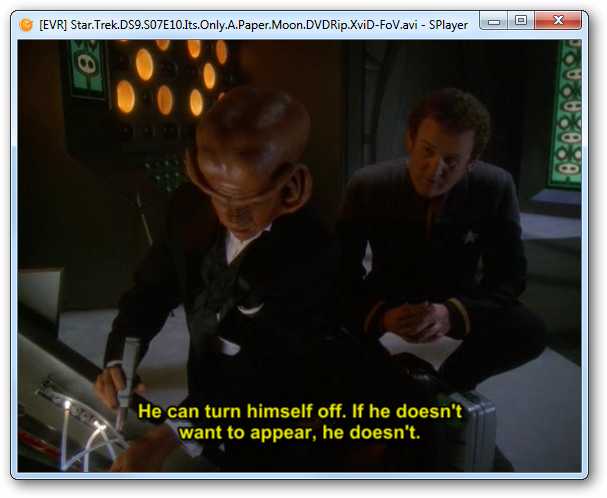 [EVR] Star.Trek.DS9.S07E10.Its.Only.A.Paper.Moon.DVDRip.XviD-FoV.avi - SPlayer
He can turn himself off. If he doesn't
want to appear, he doesn't.